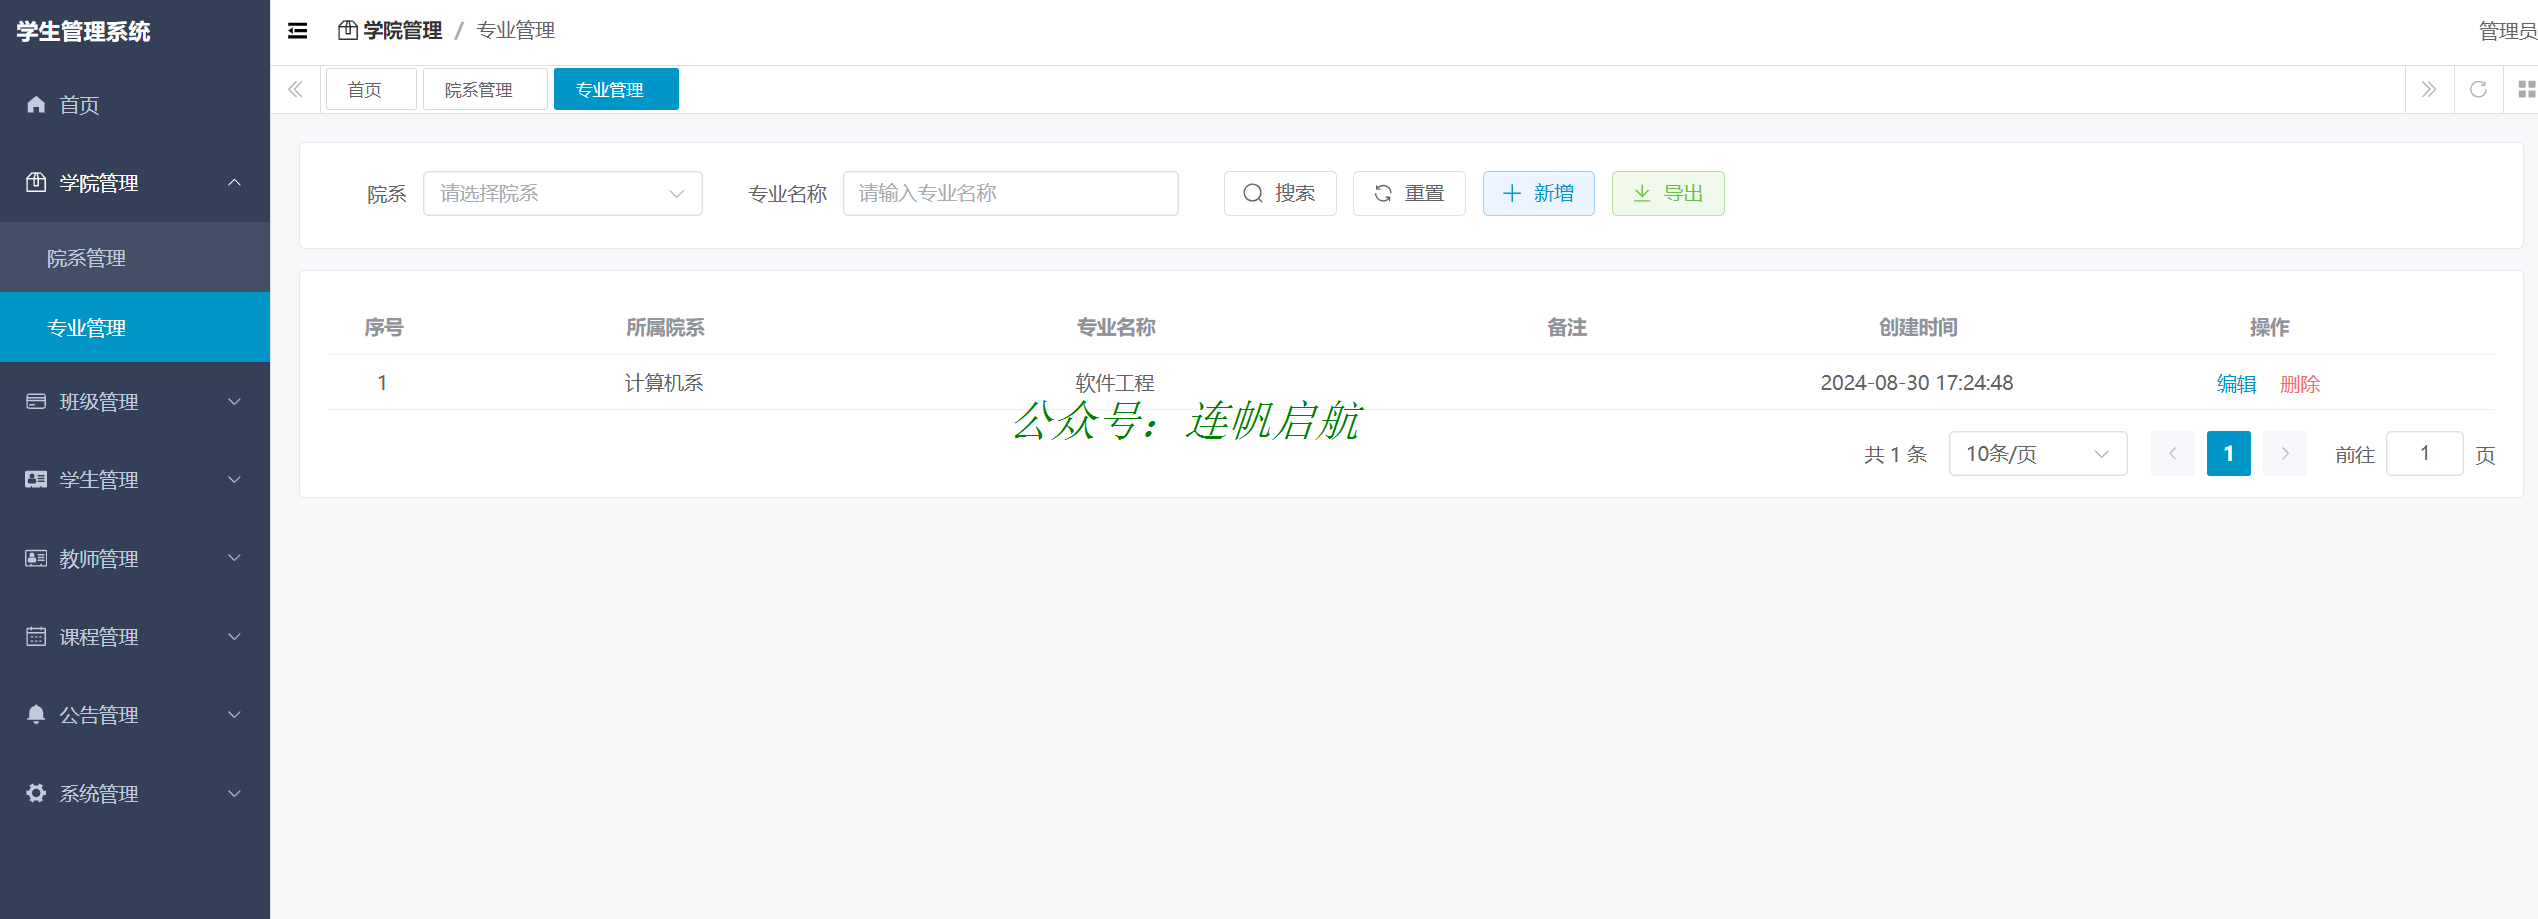 学生管理系统
首页
学院管理
院系管理
专业管理
班级管理
学生管理
教师管理
课程管理
公告管理
系统管理
学院管理 / 专业管理
管理员
首页 院系管理 专业管理
院系 请选择院系 专业名称 请输入专业名称 搜索 重置 新增 导出
序号 所属院系 专业名称 备注 创建时间 操作
1 计算机系 软件工程 2024-08-30 17:24:48 编辑 删除
公众号：连帆启航
共 1 条 10条/页 1 前往 1 页